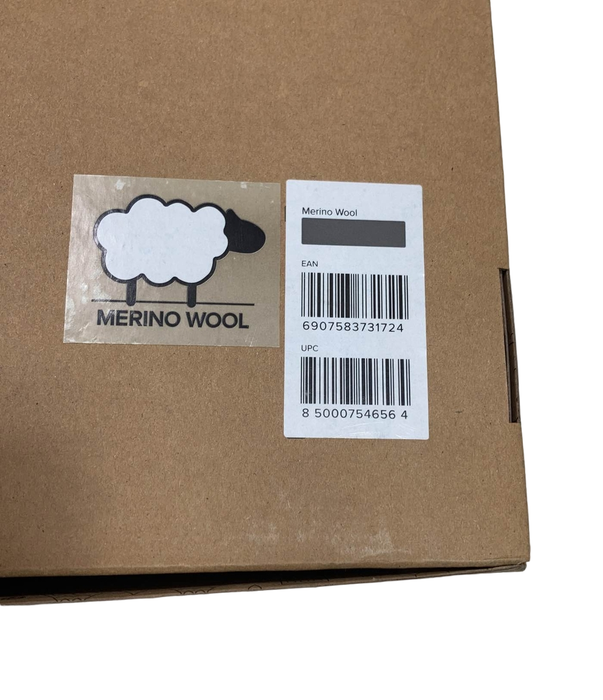 MERINO WOOL
Merino Wool
EAN
6907583731724
UPC
8 5000754656 4